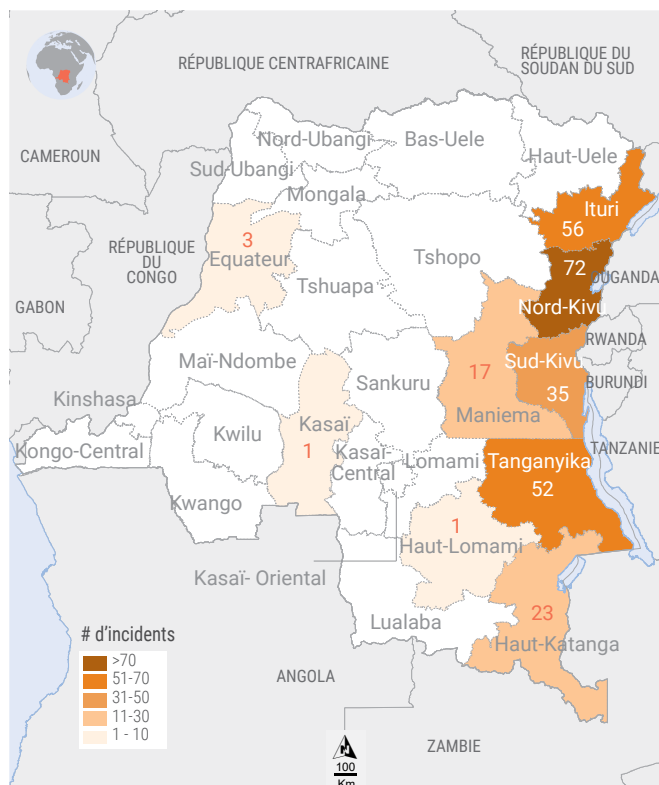 RÉPUBLIQUE DU
SOUDAN DU SUD
RÉPUBLIQUE CENTRAFRICAINE
CAMEROUN
Nord-Ubangi
Bas-Uele
Haut-Uele
Sud-Ubangi
Mongala
Ituri
56
3
Equateur
RÉPUBLIQUE
DU
CONGO
Tshopo
72
OUGANDA
Tshuapa
GABON
Nord-Kivu
RWANDA
Maï-Ndombe
Sankuru
17
Sud-Kivu
35
BURUNDI
Kinshasa
Maniema
Kasaï
1
Kwilu
Kongo-Central
Kasaï-
Central
Lomami
Tanganyika
52
TANZANIE
Kwango
1
Haut-Lomami
Kasaï- Oriental
23
Lualaba
Haut-Katanga
# d'incidents
>70
51-70
31-50
11-30
1 - 10
ANGOLA
ZAMBIE
N
100
Km